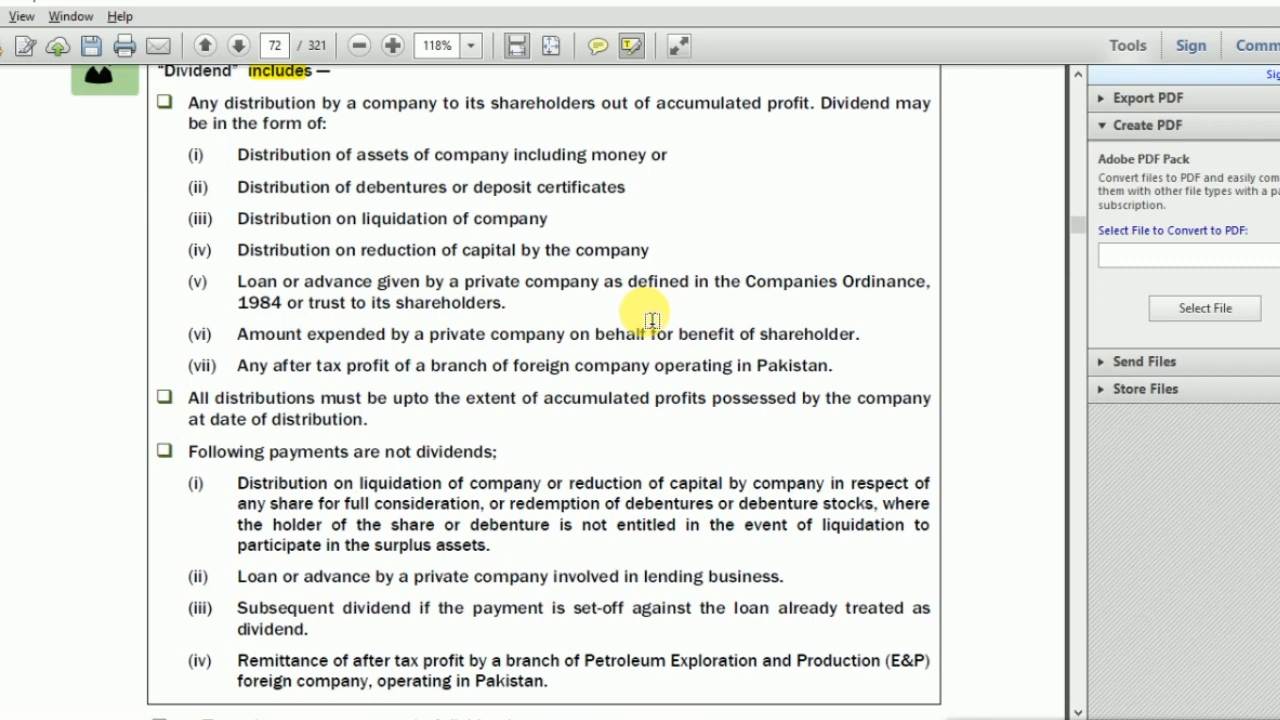 View Window Help
72 / 321 118% Tools Sign Comm
Sig
"Dividend" includes —
Any distribution by a company to its shareholders out of accumulated profit. Dividend may
be in the form of:
(i) Distribution of assets of company including money or
(ii) Distribution of debentures or deposit certificates
(iii) Distribution on liquidation of company
(iv) Distribution on reduction of capital by the company
(v) Loan or advance given by a private company as defined in the Companies Ordinance,
1984 or trust to its shareholders.
(vi) Amount expended by a private company on behalf for benefit of shareholder.
(vii) Any after tax profit of a branch of foreign company operating in Pakistan.
All distributions must be upto the extent of accumulated profits possessed by the company
at date of distribution.
Following payments are not dividends;
(i) Distribution on liquidation of company or reduction of capital by company in respect of
any share for full consideration, or redemption of debentures or debenture stocks, where
the holder of the share or debenture is not entitled in the event of liquidation to
participate in the surplus assets.
(ii) Loan or advance by a private company involved in lending business.
(iii) Subsequent dividend if the payment is set-off against the loan already treated as
dividend.
(iv) Remittance of after tax profit by a branch of Petroleum Exploration and Production (E&P)
foreign company, operating in Pakistan.
Export PDF
Create PDF
Adobe PDF Pack
Convert files to PDF and easily com
them with other file types with a pa
subscription.
Select File to Convert to PDF:
Select File
Send Files
Store Files